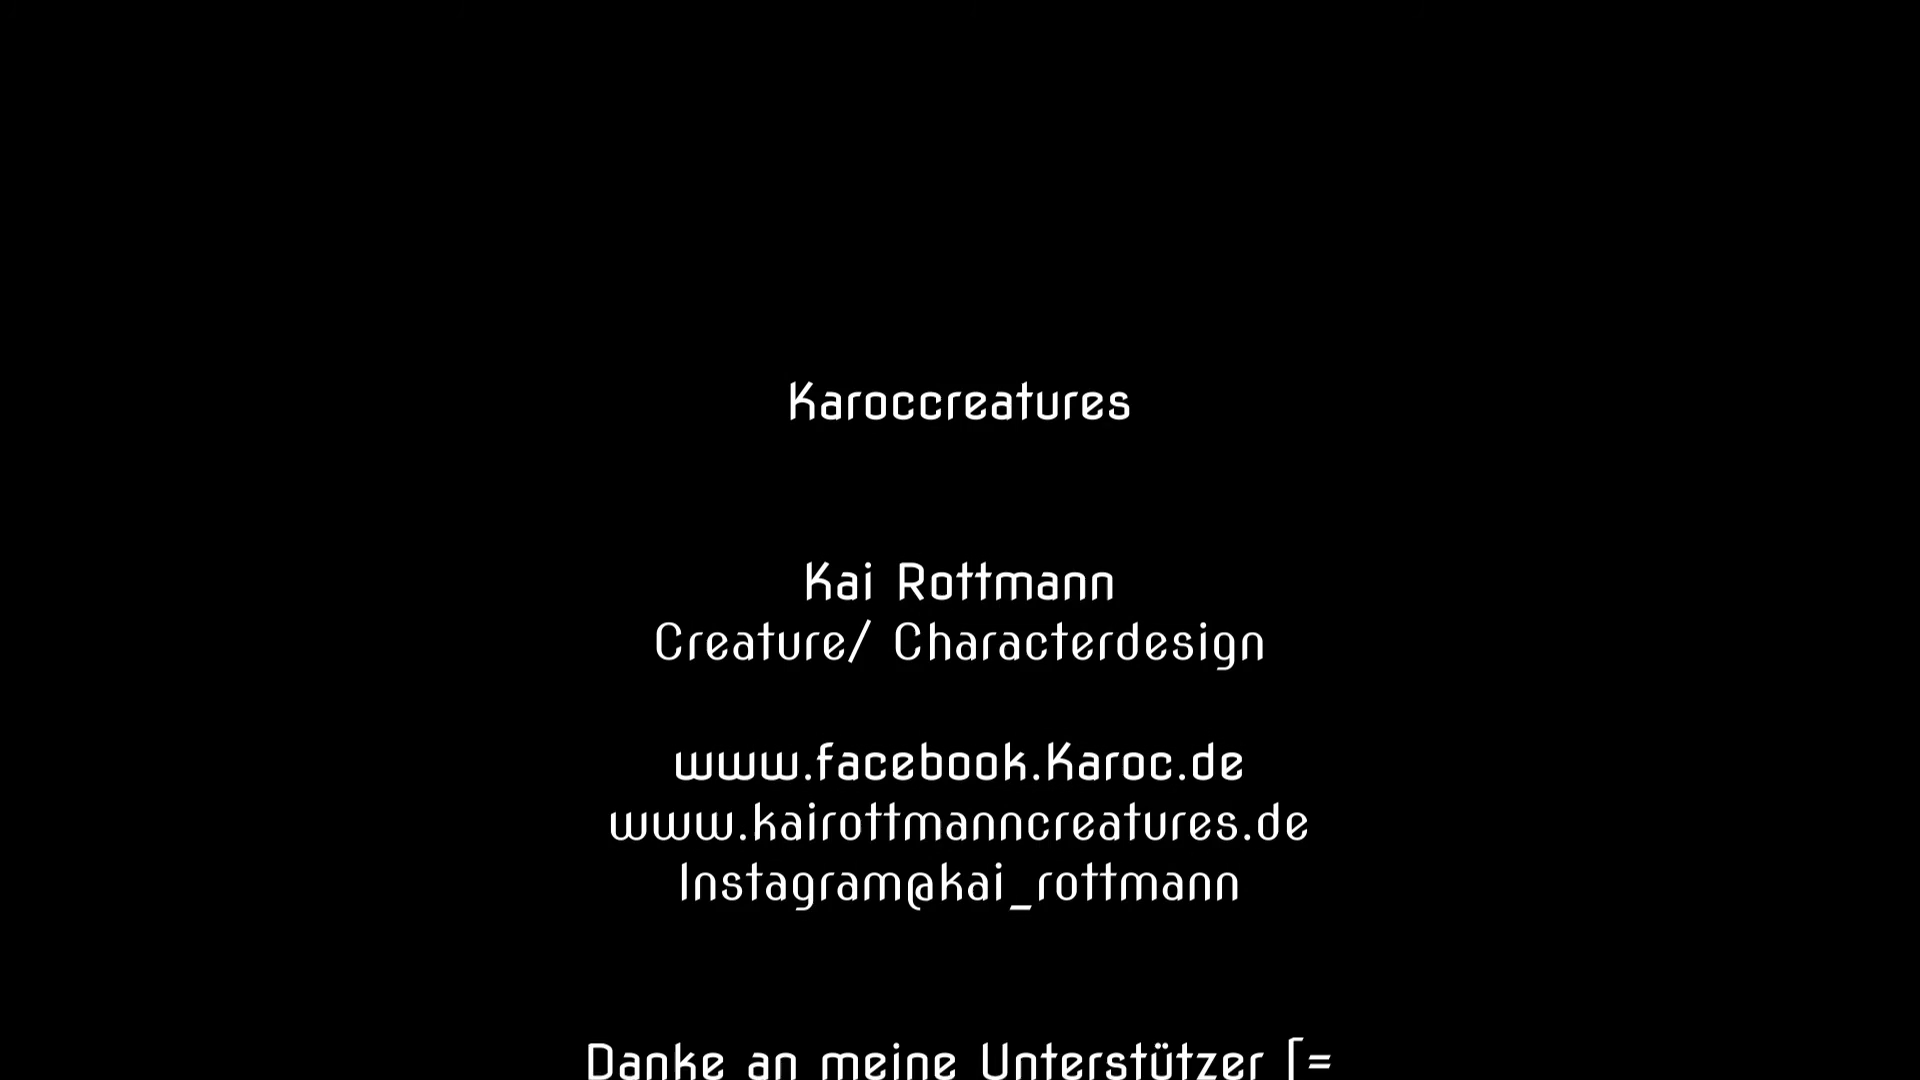 Karoccreatures
Kai Rottmann
Creature/ Characterdesign
www.facebook.Karoc.de
www.kairottmanncreatures.de
Instagram@kai_rottmann
Danke an meine Unterstützer [=